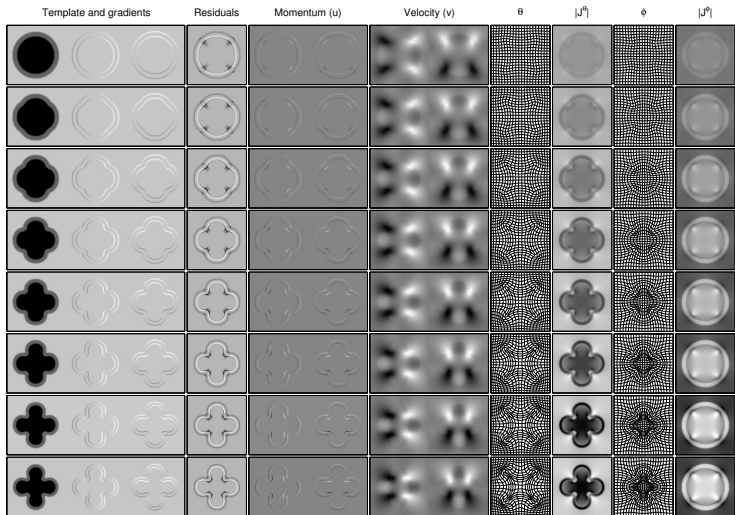 Template and gradients Residuals Momentum (u) Velocity (v) θ |J^θ| ϕ |J^ϕ|